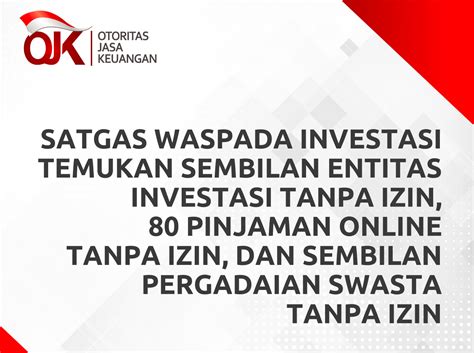 OJK
OTORITAS
JASA
KEUANGAN
SATGAS WASPADA INVESTASI
TEMUKAN SEMBILAN ENTITAS
INVESTASI TANPA IZIN,
80 PINJAMAN ONLINE
TANPA IZIN, DAN SEMBILAN
PERGADAIAN SWASTA
TANPA IZIN